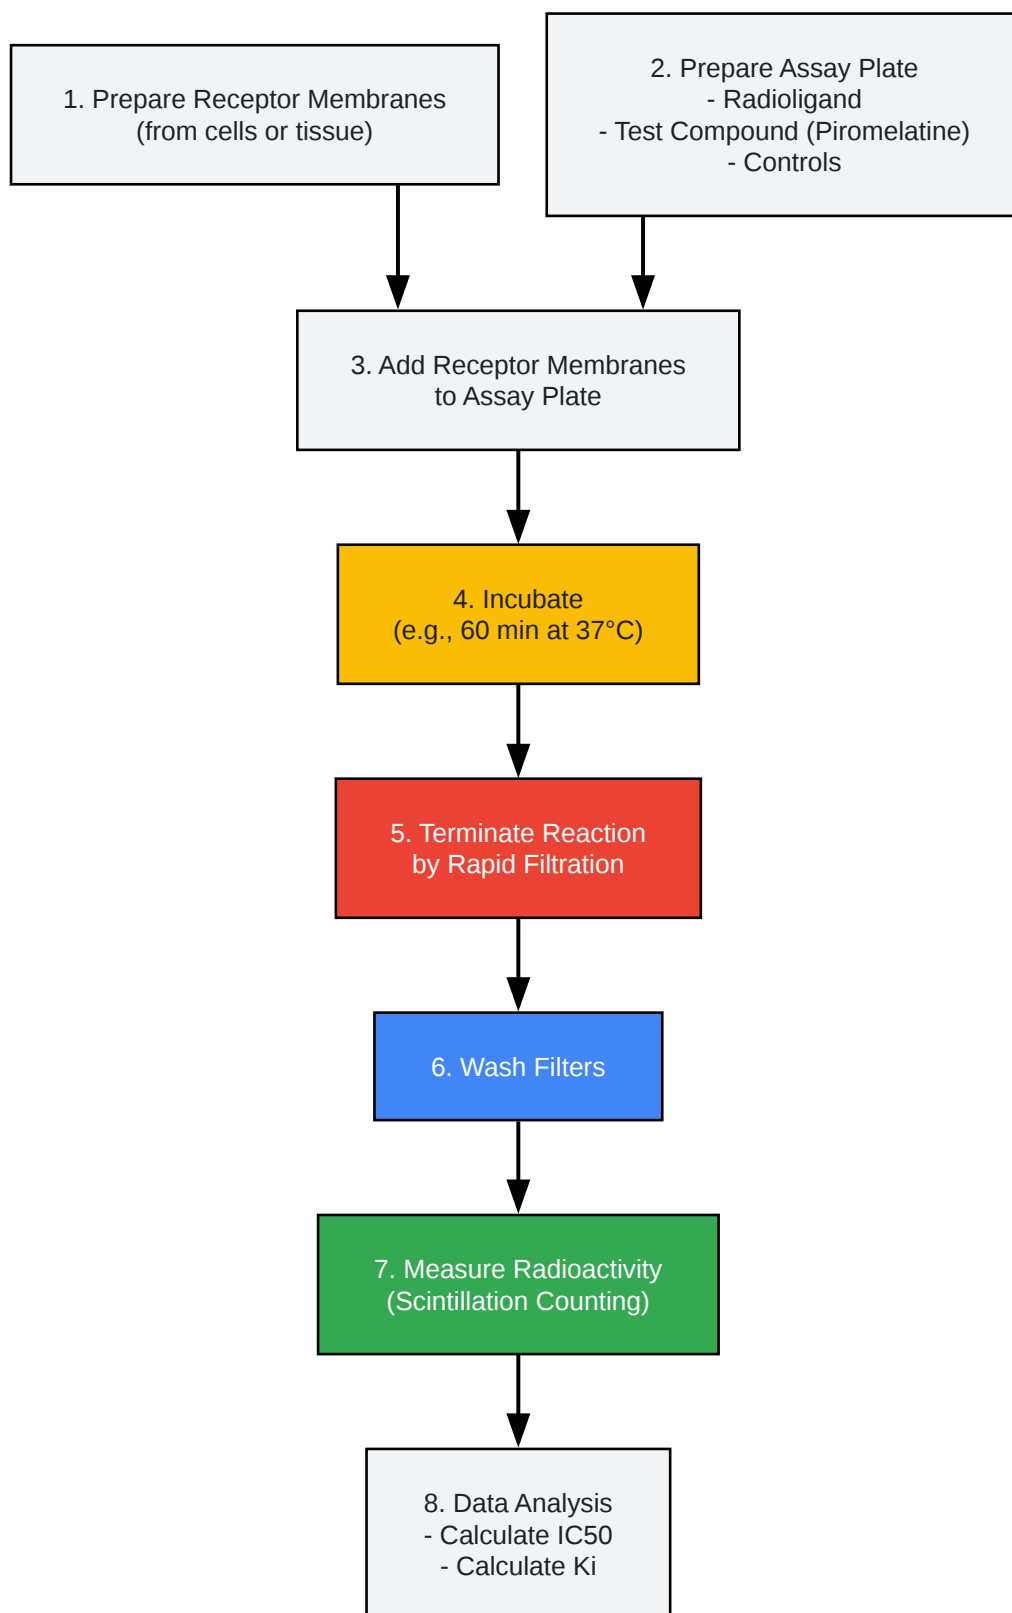 1. Prepare Receptor Membranes
(from cells or tissue)
2. Prepare Assay Plate
- Radioligand
- Test Compound (Piromelatine)
- Controls
3. Add Receptor Membranes
to Assay Plate
4. Incubate
(e.g., 60 min at 37°C)
5. Terminate Reaction
by Rapid Filtration
6. Wash Filters
7. Measure Radioactivity
(Scintillation Counting)
8. Data Analysis
- Calculate IC50
- Calculate Ki